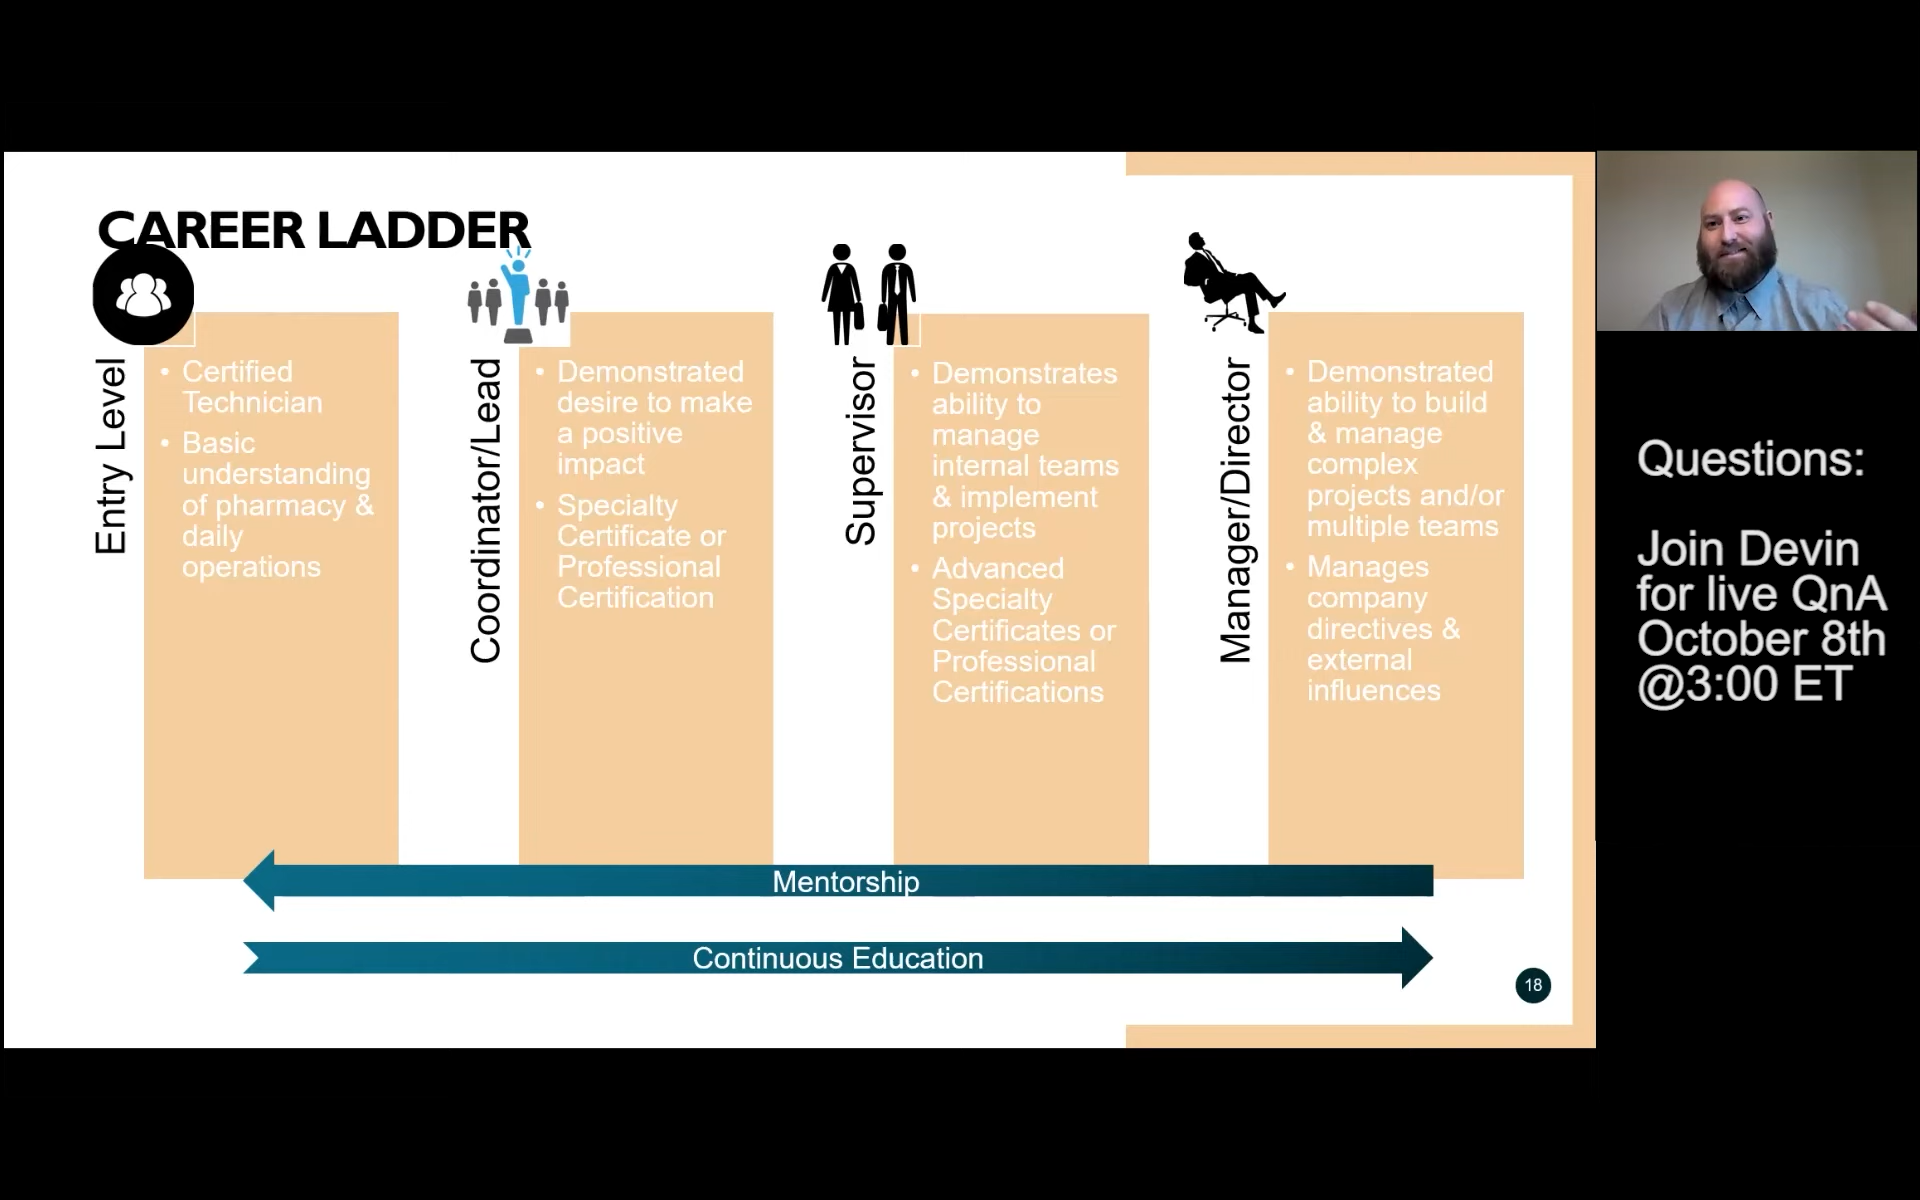 CAREER LADDER
Entry Level
• Certified
Technician
• Basic
understanding
of pharmacy &
daily
operations
Coordinator/Lead
• Demonstrated
desire to make
a positive
impact
• Specialty
Certificate or
Professional
Certification
Supervisor
• Demonstrates
ability to
manage
internal teams
& implement
projects
• Advanced
Specialty
Certificates or
Professional
Certifications
Manager/Director
• Demonstrated
ability to build
& manage
complex
projects and/or
multiple teams
• Manages
company
directives &
external
influences
Mentorship
Continuous Education
18
Questions:
Join Devin
for live QnA
October 8th
@3:00 ET